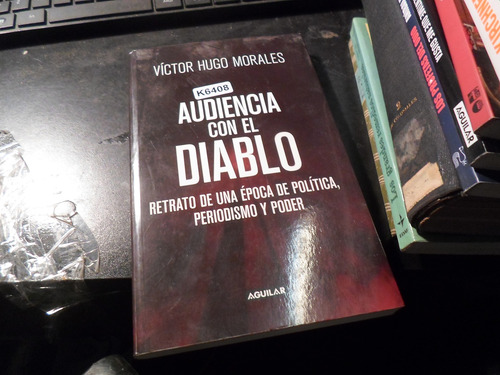 VÍCTOR HUGO MORALES
K6408
AUDIENCIA
CON EL
DIABLO
RETRATO DE UNA ÉPOCA DE POLÍTICA,
PERIODISMO Y PODER
AGUILAR
AGUILAR